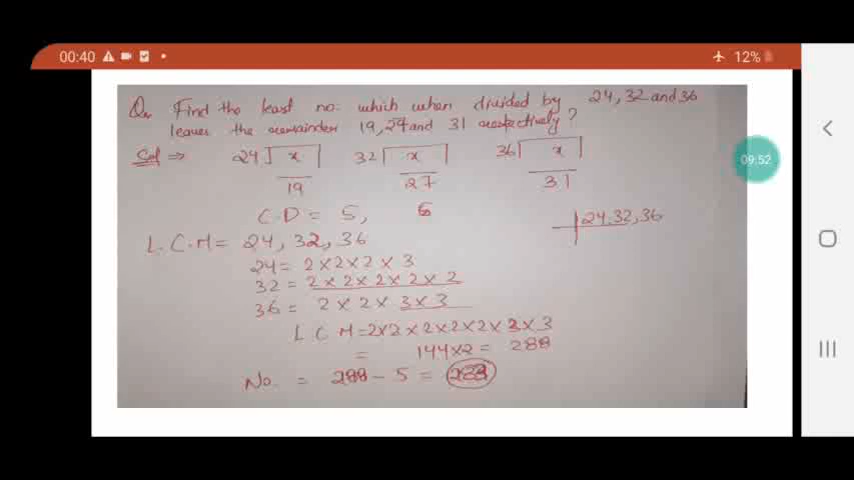 00:40
12%
Qn Find the least no. which when divided by 24, 32 and 36
leaves the remainder 19, 27 and 31 respectively?
Sol ⇒ 24 x 32 x 36 x
19 27 31
C.D = 5, 5
24, 32, 36
L.C.M = 24, 32, 36
24 = 2×2×2×3
32 = 2×2×2×2×2
36 = 2×2×3×3
L C M = 2×2×2×2×2×3×3
= 144×2 = 288
No. = 288 - 5 = 283
09:52